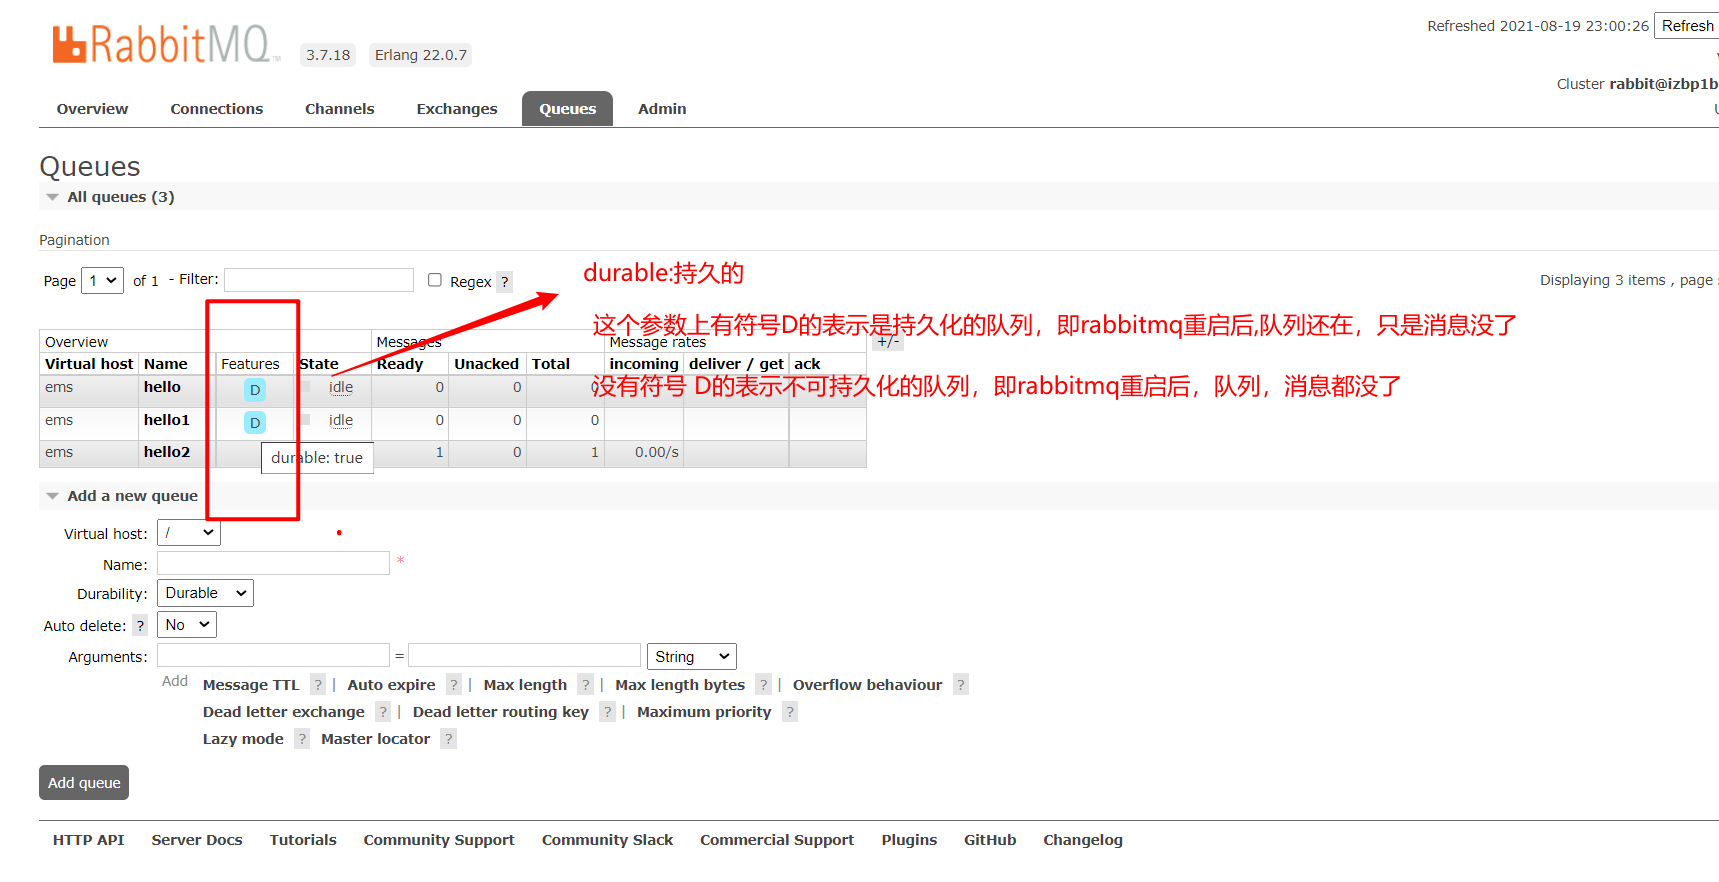 RabbitMQ™ 3.7.18 Erlang 22.0.7
Refreshed 2021-08-19 23:00:26 Refresh
Cluster rabbit@izbp1b
Overview Connections Channels Exchanges Queues Admin
Queues
All queues (3)
Pagination
Page 1 of 1 - Filter: Regex ?
Displaying 3 items , page
durable:持久的
这个参数上有符号D的表示是持久化的队列，即rabbitmq重启后,队列还在，只是消息没了
没有符号 D的表示不可持久化的队列，即rabbitmq重启后，队列，消息都没了
Overview Messages Message rates +/-
Virtual host Name Features State Ready Unacked Total incoming deliver / get ack
ems hello D idle 0 0 0
ems hello1 D idle 0 0 0
ems hello2 1 0 1 0.00/s
durable: true
Add a new queue
Virtual host: /
Name: *
Durability: Durable
Auto delete: ? No
Arguments: = String
Add Message TTL ? | Auto expire ? | Max length ? | Max length bytes ? | Overflow behaviour ?
Dead letter exchange ? | Dead letter routing key ? | Maximum priority ?
Lazy mode ? Master locator ?
Add queue
HTTP API Server Docs Tutorials Community Support Community Slack Commercial Support Plugins GitHub Changelog